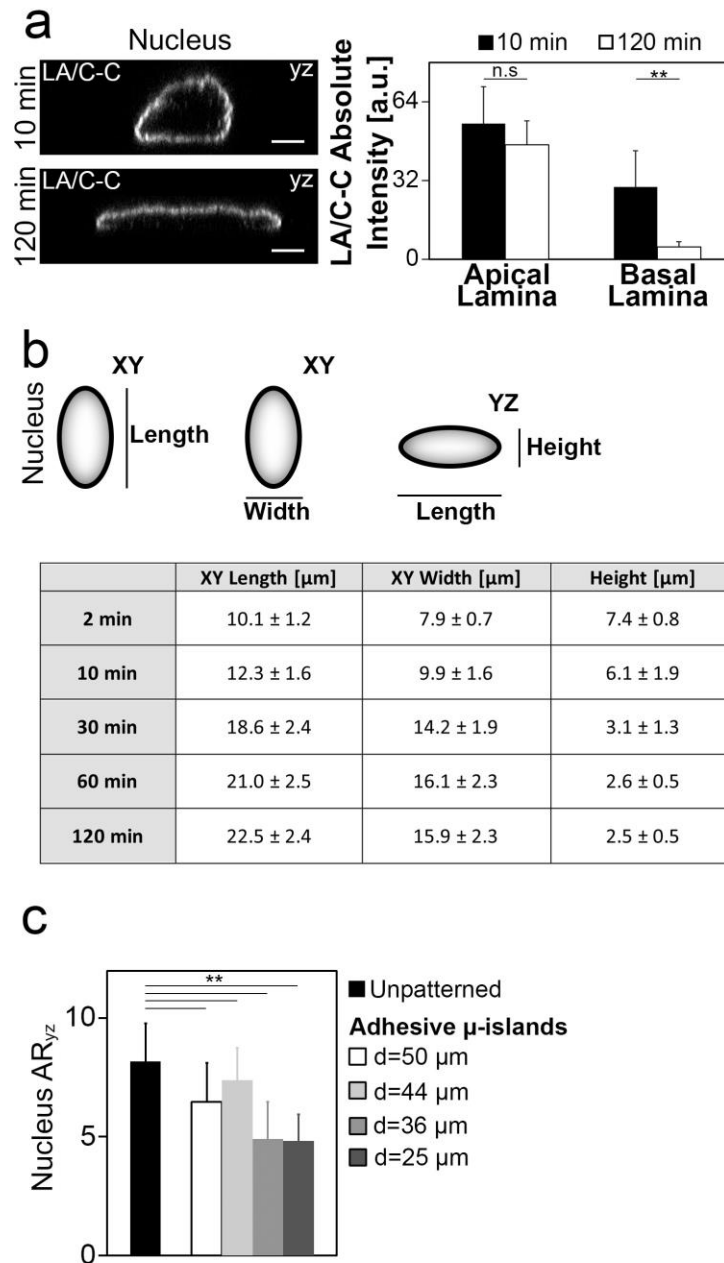 a
Nucleus
10 min
LA/C-C
yz
120 min
LA/C-C
yz
LA/C-C Absolute
Intensity [a.u.]
10 min
120 min
n.s
**
64
32
0
Apical
Lamina
Basal
Lamina
b
Nucleus
XY
Length
XY
Width
YZ
Height
Length
XY Length [µm] XY Width [µm] Height [µm]
2 min 10.1 ± 1.2 7.9 ± 0.7 7.4 ± 0.8
10 min 12.3 ± 1.6 9.9 ± 1.6 6.1 ± 1.9
30 min 18.6 ± 2.4 14.2 ± 1.9 3.1 ± 1.3
60 min 21.0 ± 2.5 16.1 ± 2.3 2.6 ± 0.5
120 min 22.5 ± 2.4 15.9 ± 2.3 2.5 ± 0.5
c
Nucleus ARyz
10
5
0
**
Unpatterned
Adhesive µ-islands
d=50 µm
d=44 µm
d=36 µm
d=25 µm